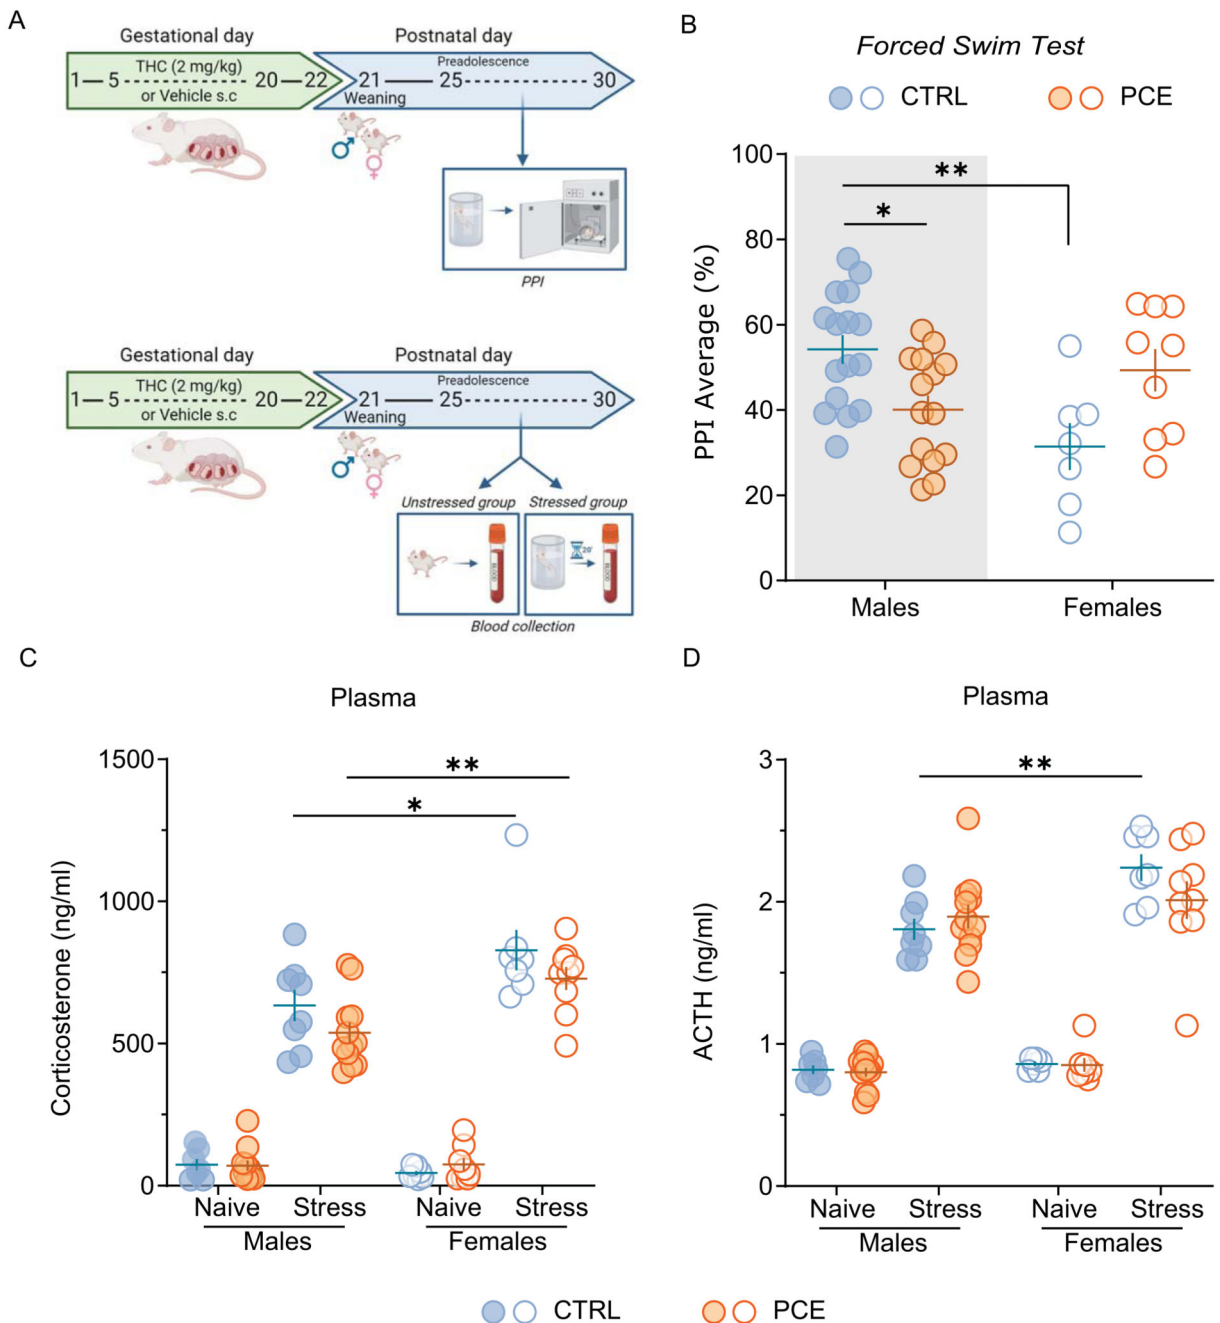 A
Gestational day
Postnatal day
THC (2 mg/kg)
Preadolescence
1 5 20 22 21 25 30
or Vehicle s.c
Weaning
♂
♀
PPI
Gestational day
Postnatal day
THC (2 mg/kg)
Preadolescence
1 5 20 22 21 25 30
or Vehicle s.c
Weaning
♂
♀
Unstressed group
Stressed group
BLOOD
20'
BLOOD
Blood collection
B
Forced Swim Test
CTRL
PCE
PPI Average (%)
100
80
60
40
20
0
**
*
Males
Females
C
Plasma
Corticosterone (ng/ml)
1500
1000
500
0
**
*
Naive
Stress
Naive
Stress
Males
Females
D
Plasma
ACTH (ng/ml)
3
2
1
0
**
Naive
Stress
Naive
Stress
Males
Females
CTRL
PCE